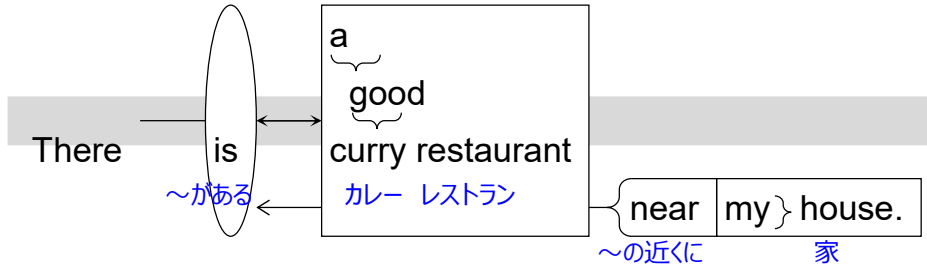 a
good
There is curry restaurant
～がある カレー レストラン
near my house.
～の近くに 家